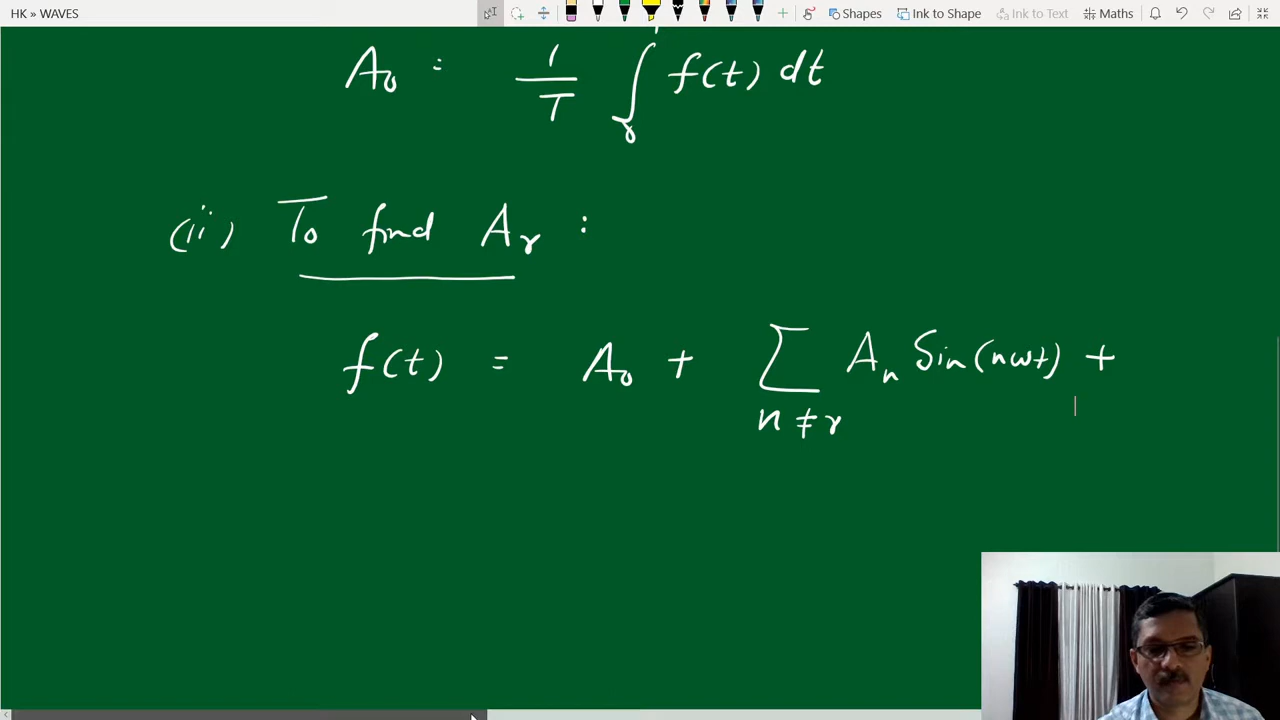 HK » WAVES
Shapes Ink to Shape Ink to Text Maths
A₀ = 1/T ∫ f(t) dt
(ii) To find Aᵣ :
f(t) = A₀ + ∑ Aₙ Sin(nωt) +
n ≠ r